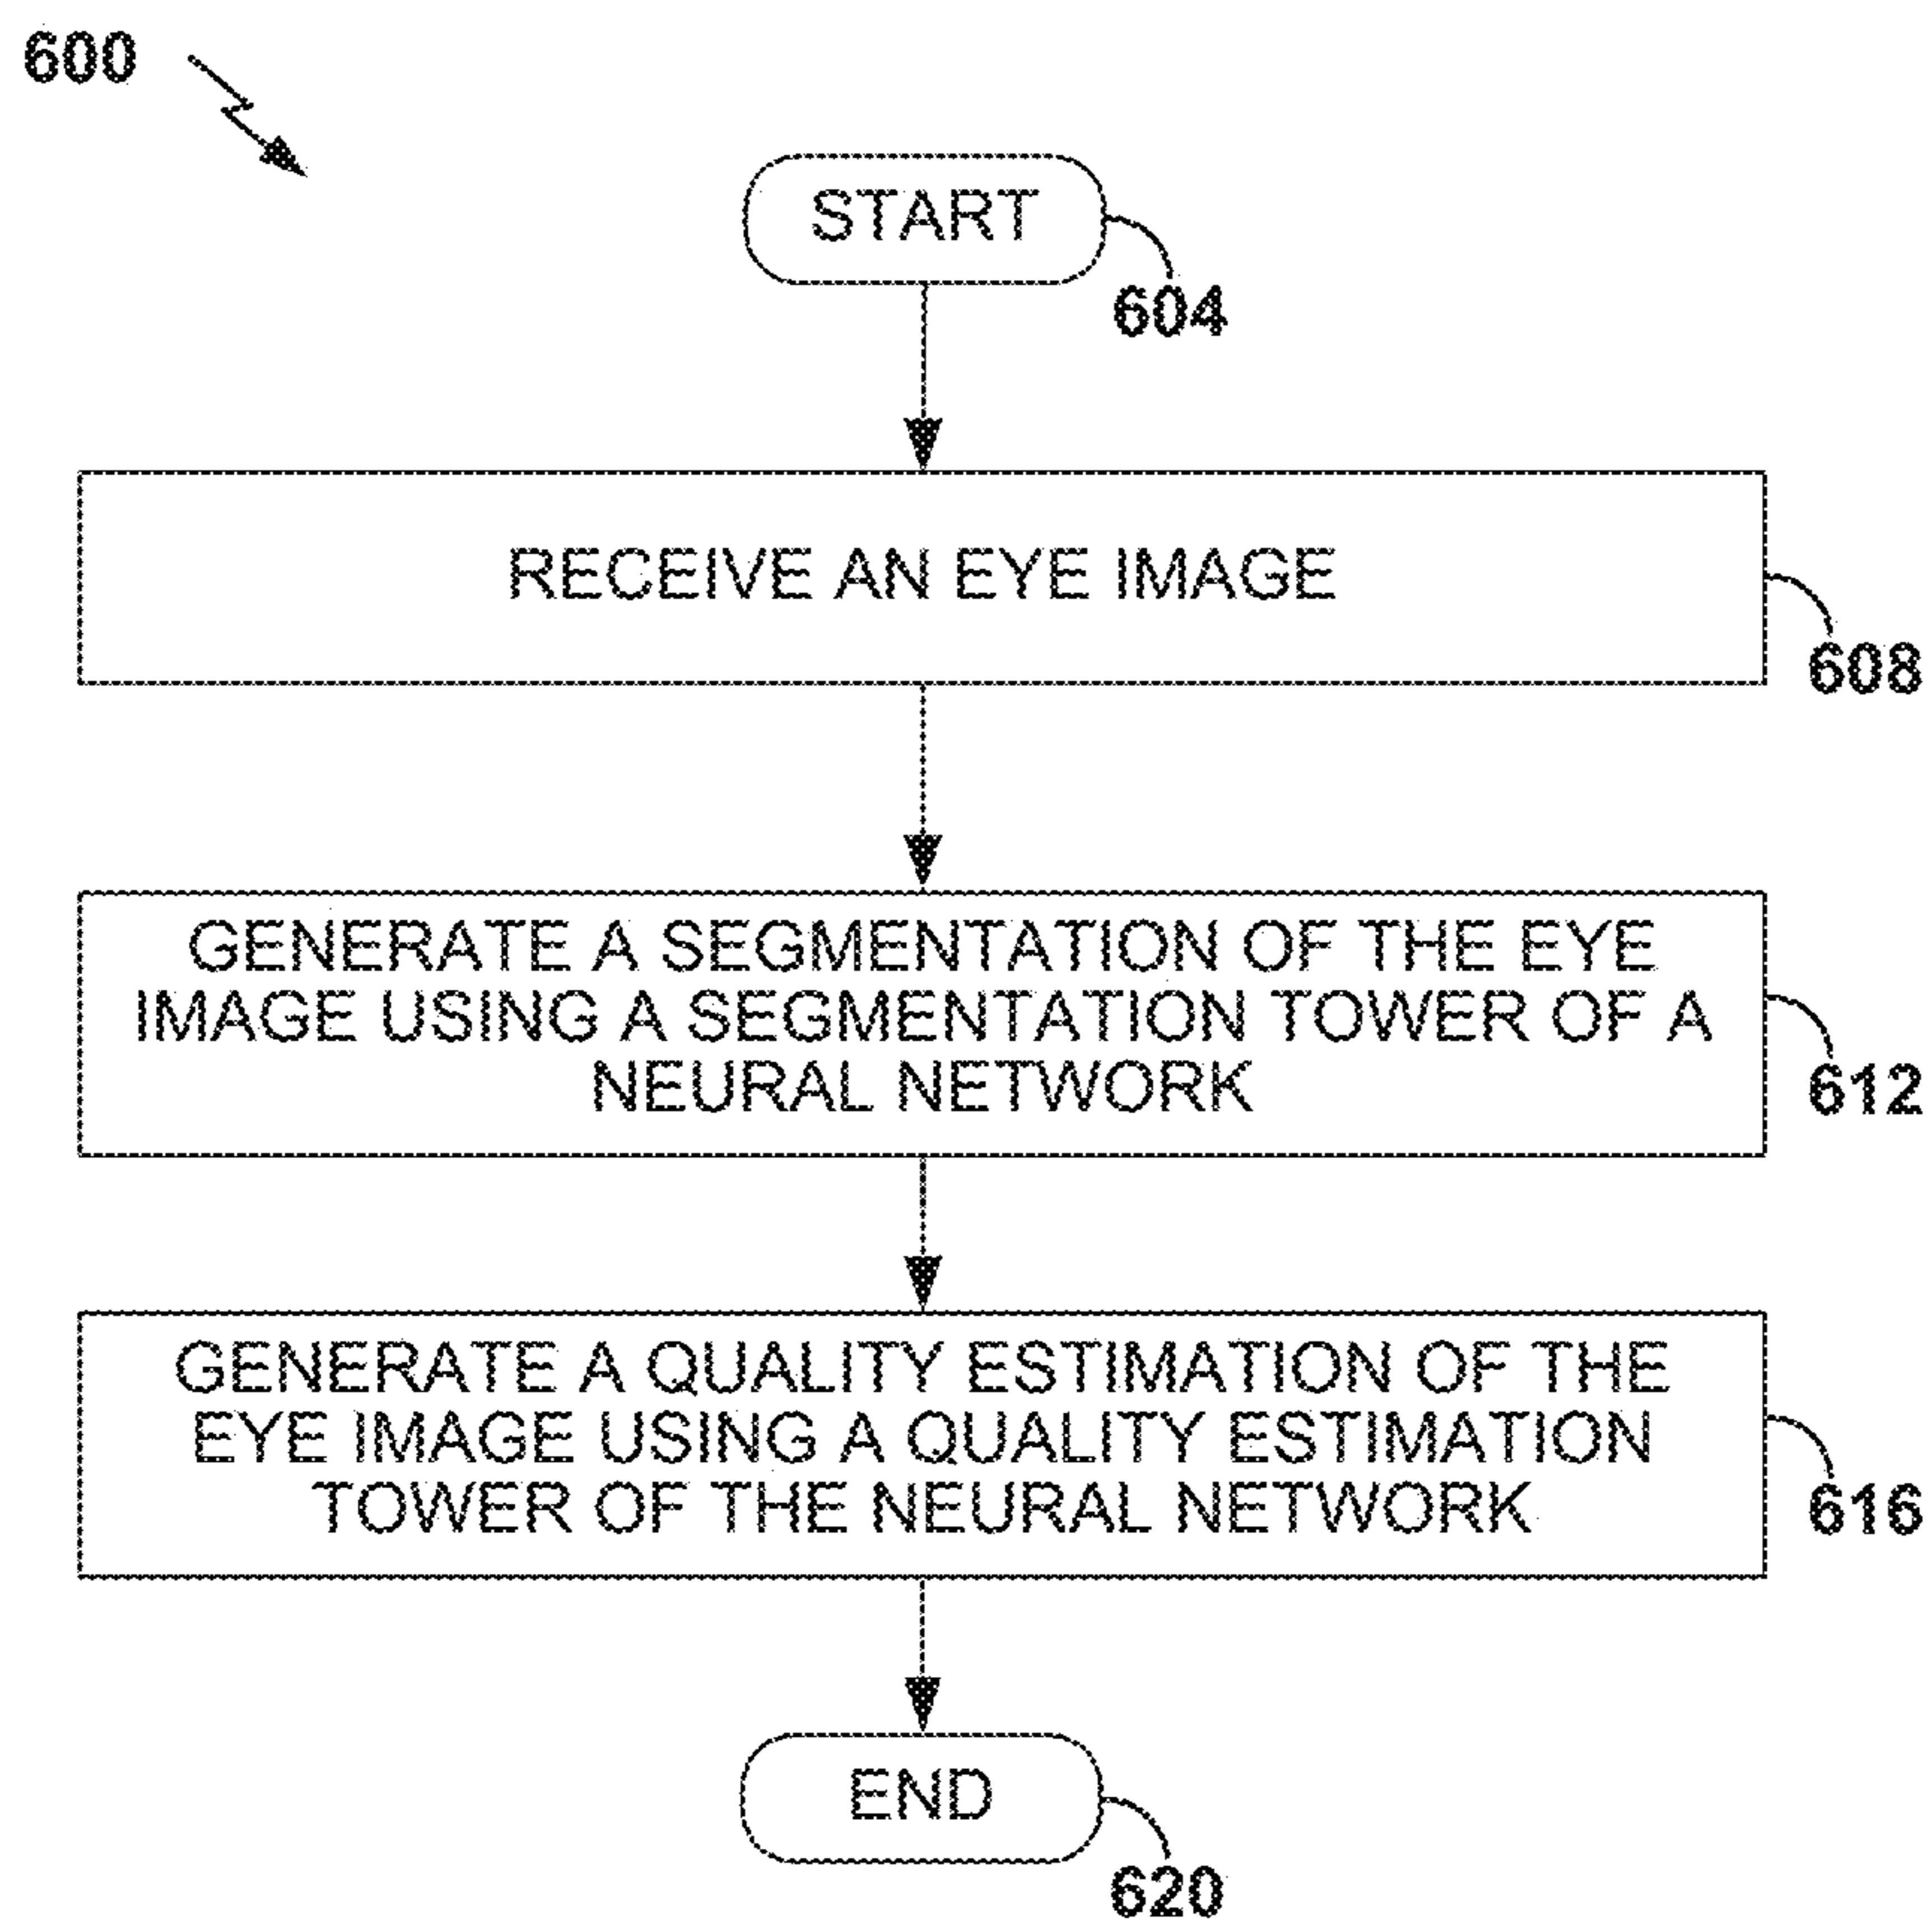 600
START
604
RECEIVE AN EYE IMAGE
608
GENERATE A SEGMENTATION OF THE EYE
IMAGE USING A SEGMENTATION TOWER OF A
NEURAL NETWORK
612
GENERATE A QUALITY ESTIMATION OF THE
EYE IMAGE USING A QUALITY ESTIMATION
TOWER OF THE NEURAL NETWORK
616
END
620